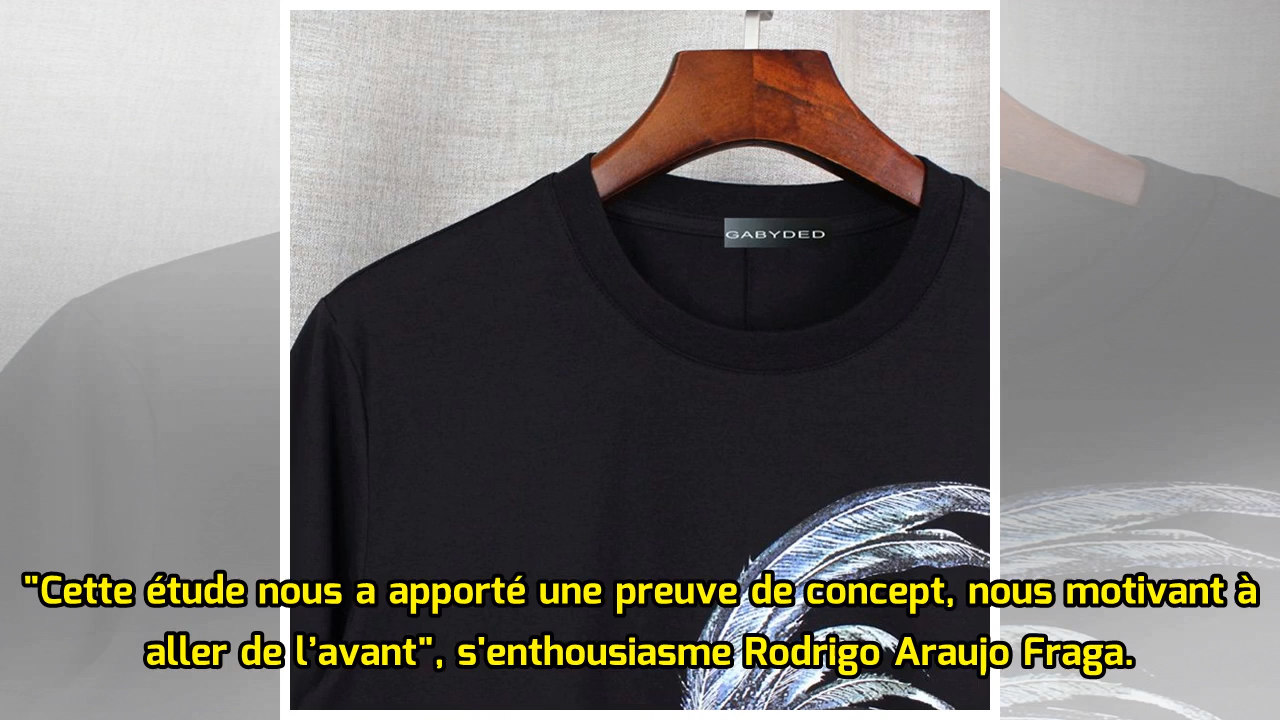 GABYDED
"Cette étude nous a apporté une preuve de concept, nous motivant à
aller de l’avant", s'enthousiasme Rodrigo Araujo Fraga.